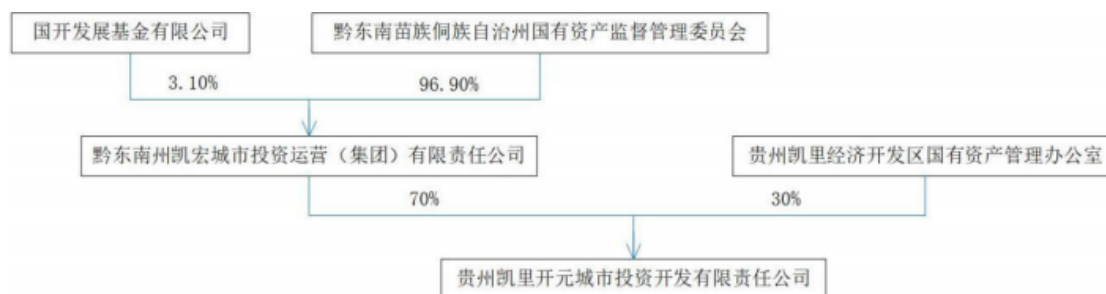 国开发展基金有限公司
黔东南苗族侗族自治州国有资产监督管理委员会
3.10%
96.90%
黔东南州凯宏城市投资运营（集团）有限责任公司
贵州凯里经济开发区国有资产管理办公室
70%
30%
贵州凯里开元城市投资开发有限责任公司